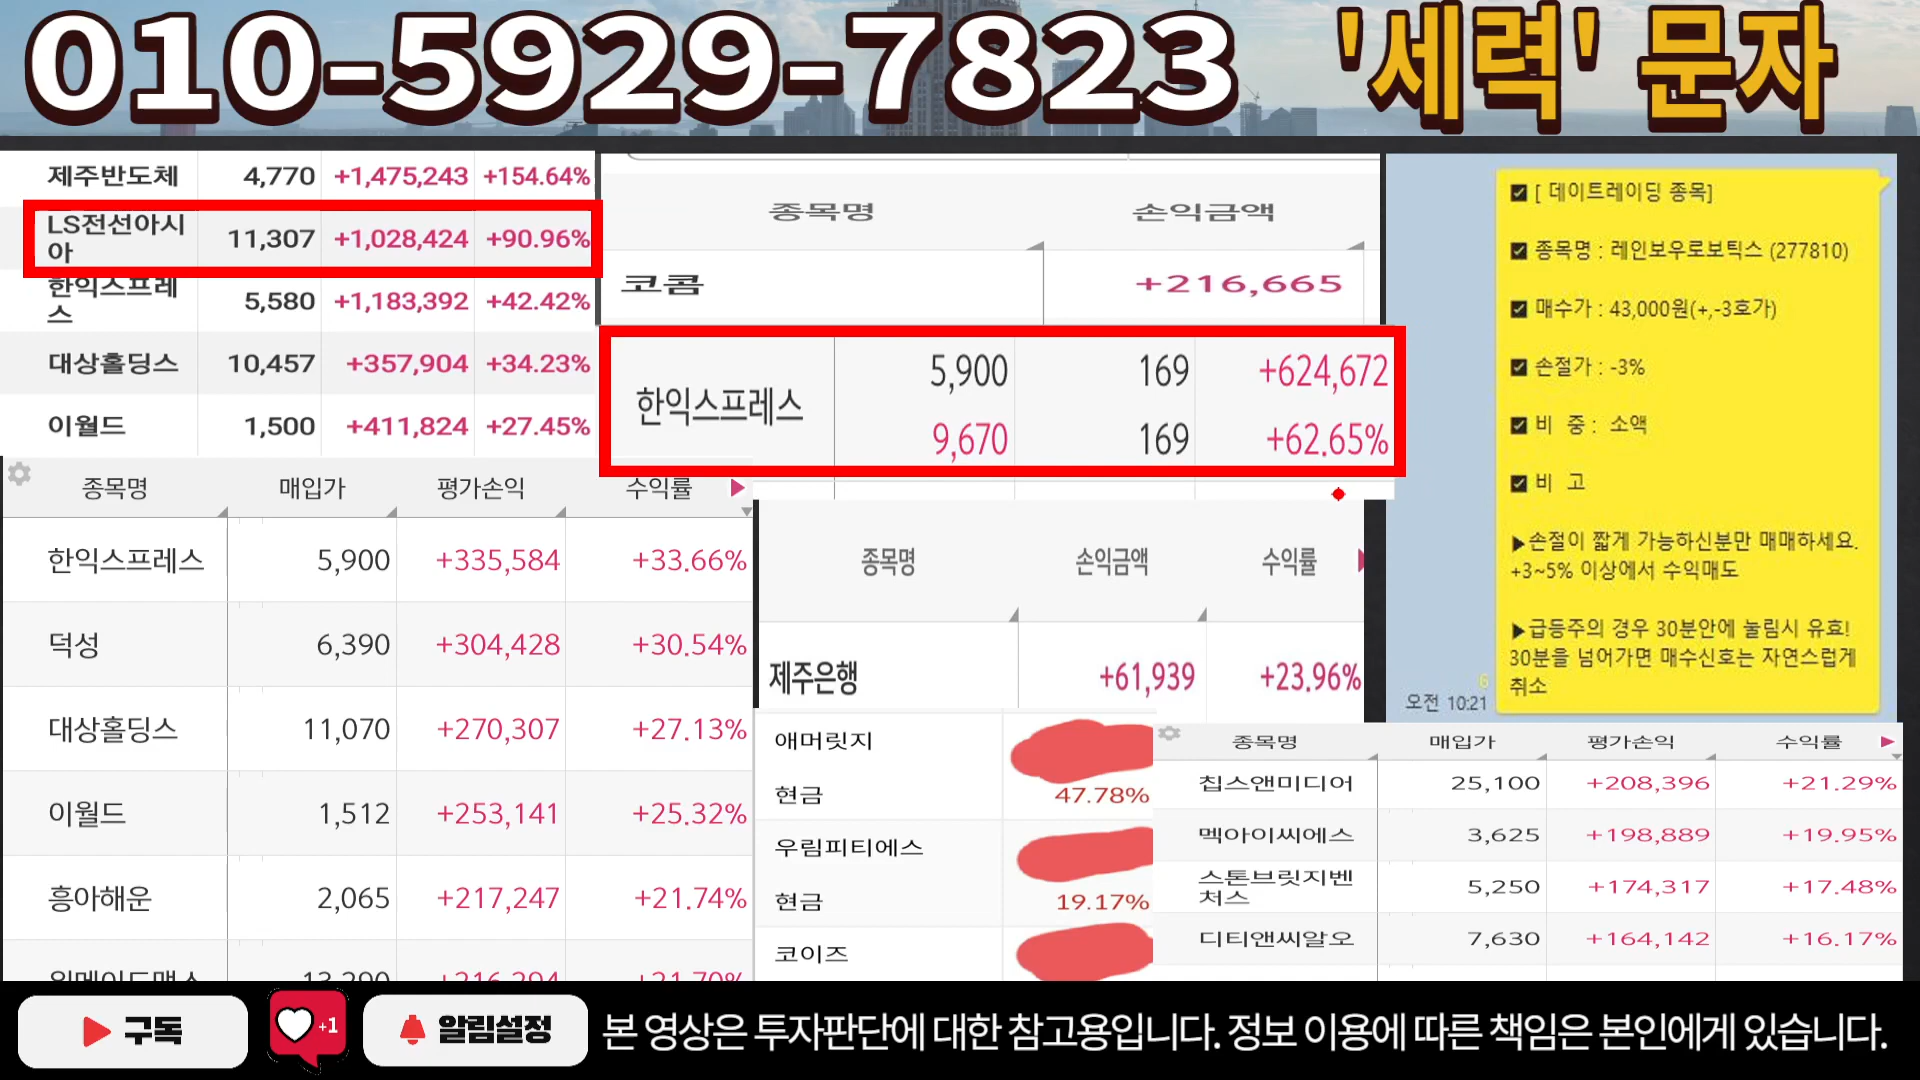 010-5929-7823 '세력' 문자
제주반도체 4,770 +1,475,243 +154.64%
LS전선아시아 11,307 +1,028,424 +90.96%
한익스프레스 5,580 +1,183,392 +42.42%
대상홀딩스 10,457 +357,904 +34.23%
이월드 1,500 +411,824 +27.45%
종목명 손익금액
코콤 +216,665
한익스프레스 5,900 169 +624,672
9,670 169 +62.65%
☑ [ 데이트레이딩 종목]
☑ 종목명 : 레인보우로보틱스 (277810)
☑ 매수가 : 43,000원(+,-3호가)
☑ 손절가 : -3%
☑ 비 중 : 소액
☑ 비 고
▶손절이 짧게 가능하신분만 매매하세요.
+3~5% 이상에서 수익매도
▶급등주의 경우 30분안에 눌림시 유효!
30분을 넘어가면 매수신호는 자연스럽게
취소
6
오전 10:21
종목명 매입가 평가손익 수익률
한익스프레스 5,900 +335,584 +33.66%
덕성 6,390 +304,428 +30.54%
대상홀딩스 11,070 +270,307 +27.13%
이월드 1,512 +253,141 +25.32%
흥아해운 2,065 +217,247 +21.74%
종목명 손익금액 수익률
제주은행 +61,939 +23.96%
애머릿지
현금 47.78%
우림피티에스
현금 19.17%
코이즈
종목명 매입가 평가손익 수익률
칩스앤미디어 25,100 +208,396 +21.29%
멕아이씨에스 3,625 +198,889 +19.95%
스톤브릿지벤처스 5,250 +174,317 +17.48%
디티앤씨알오 7,630 +164,142 +16.17%
구독 +1 알림설정 본 영상은 투자판단에 대한 참고용입니다. 정보 이용에 따른 책임은 본인에게 있습니다.